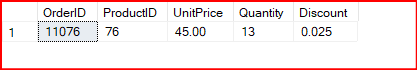 OrderID ProductID UnitPrice Quantity Discount
1 11076 76 45.00 13 0.025